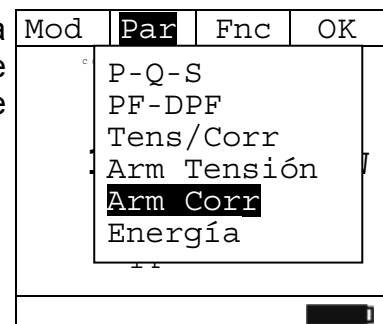 Mod Par Fnc OK
P-Q-S
PF-DPF
Tens/Corr
Arm Tensión
Arm Corr
Energía